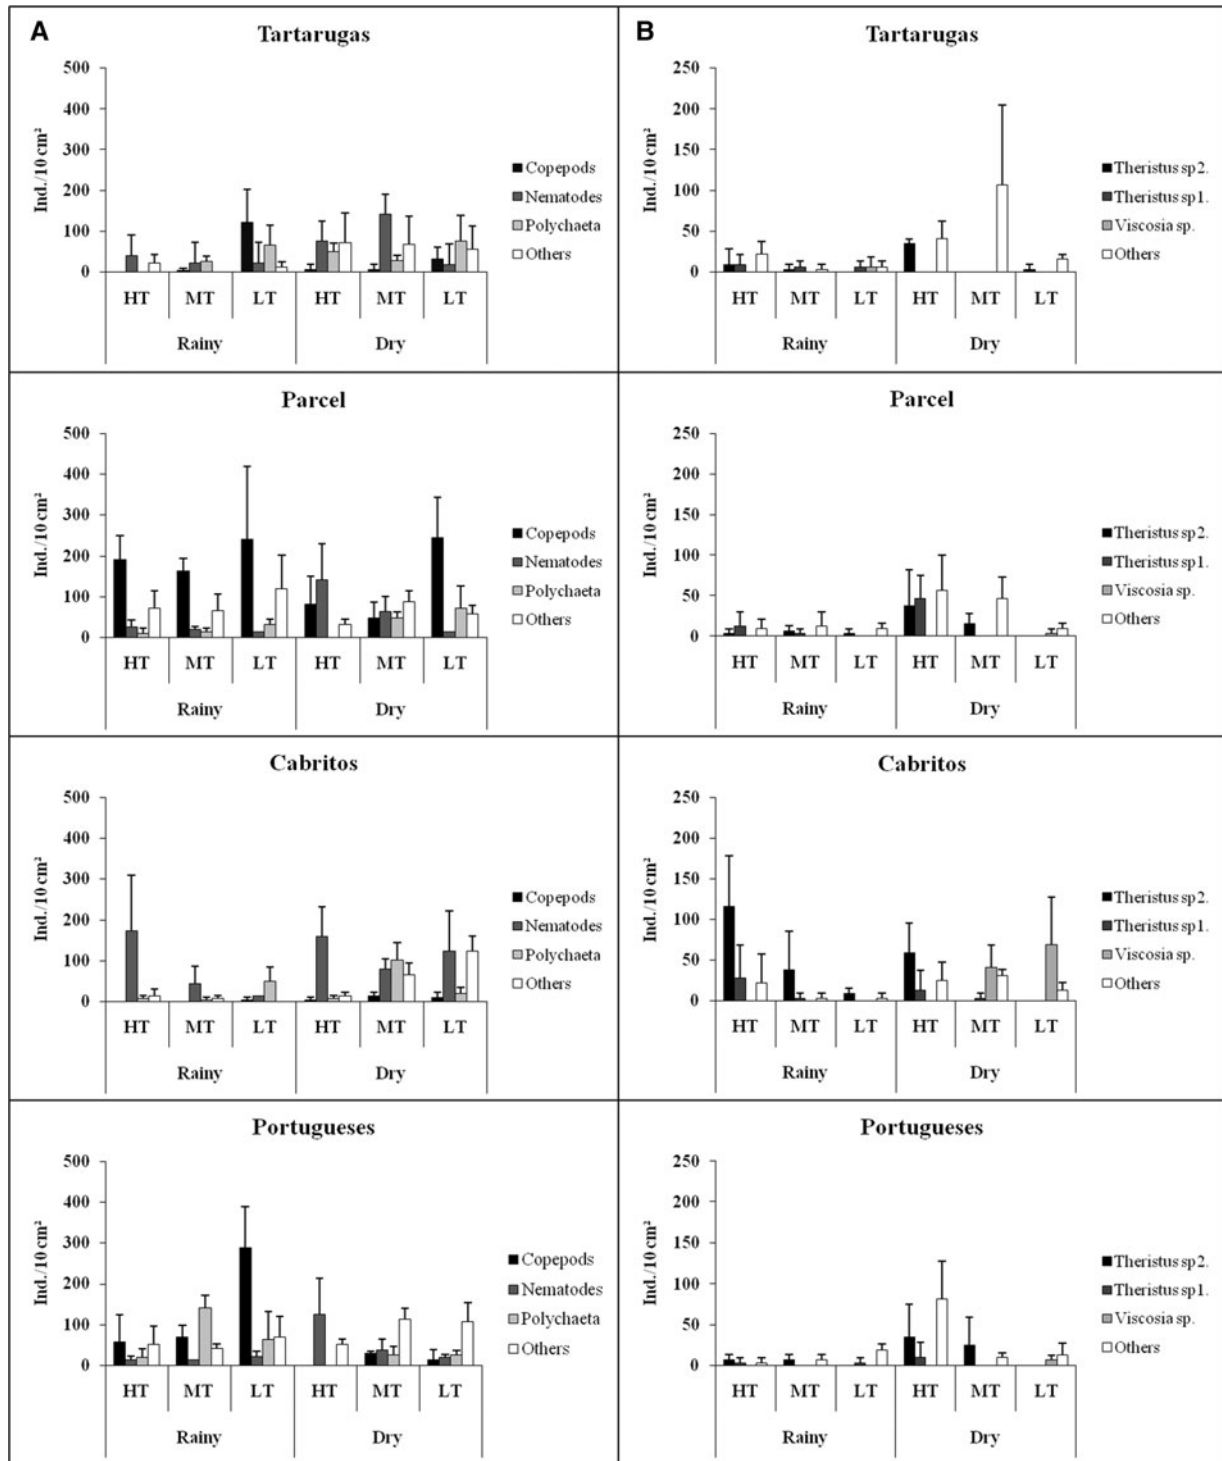 A
Tartarugas
Ind./10 cm²
500
400
300
200
100
0
HT MT LT HT MT LT
Rainy Dry
Copepods
Nematodes
Polychaeta
Others
B
Tartarugas
Ind./10 cm²
250
200
150
100
50
0
HT MT LT HT MT LT
Rainy Dry
Theristus sp2.
Theristus sp1.
Viscosia sp.
Others
Parcel
Ind./10 cm²
500
400
300
200
100
0
HT MT LT HT MT LT
Rainy Dry
Copepods
Nematodes
Polychaeta
Others
Parcel
Ind./10 cm²
250
200
150
100
50
0
HT MT LT HT MT LT
Rainy Dry
Theristus sp2.
Theristus sp1.
Viscosia sp.
Others
Cabritos
Ind./10 cm²
500
400
300
200
100
0
HT MT LT HT MT LT
Rainy Dry
Copepods
Nematodes
Polychaeta
Others
Cabritos
Ind./10 cm²
250
200
150
100
50
0
HT MT LT HT MT LT
Rainy Dry
Theristus sp2.
Theristus sp1.
Viscosia sp.
Others
Portugueses
Ind./10 cm²
500
400
300
200
100
0
HT MT LT HT MT LT
Rainy Dry
Copepods
Nematodes
Polychaeta
Others
Portugueses
Ind./10 cm²
250
200
150
100
50
0
HT MT LT HT MT LT
Rainy Dry
Theristus sp2.
Theristus sp1.
Viscosia sp.
Others